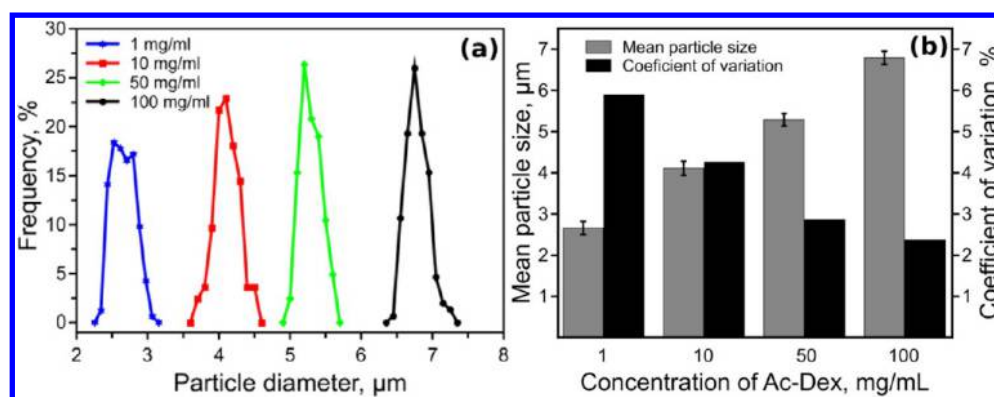 (a)
1 mg/ml
10 mg/ml
50 mg/ml
100 mg/ml
30
25
20
15
10
5
0
Frequency, %
2 3 4 5 6 7 8
Particle diameter, µm
(b)
Mean particle size
Coeficient of variation
7
6
5
4
3
2
1
Mean particle size, µm
7
6
5
4
3
2
1
Coefficient of variation, %
1 10 50 100
Concentration of Ac-Dex, mg/mL